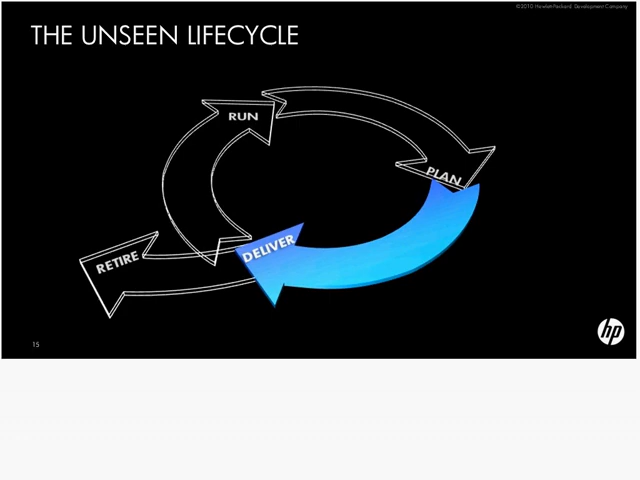 ©2010 Hewlett-Packard Development Company
THE UNSEEN LIFECYCLE
RUN
PLAN
DELIVER
RETIRE
hp
15